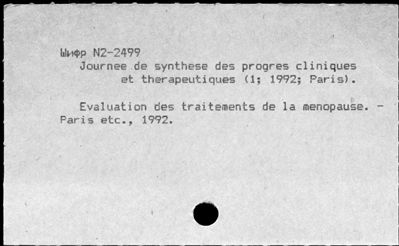 Шифр N2-2499
Journee de synthese des progres cliniques
et therapeutiques (1; 1992; Paris).
Evaluation des traitements de la menopause. -
Paris etc., 1992.